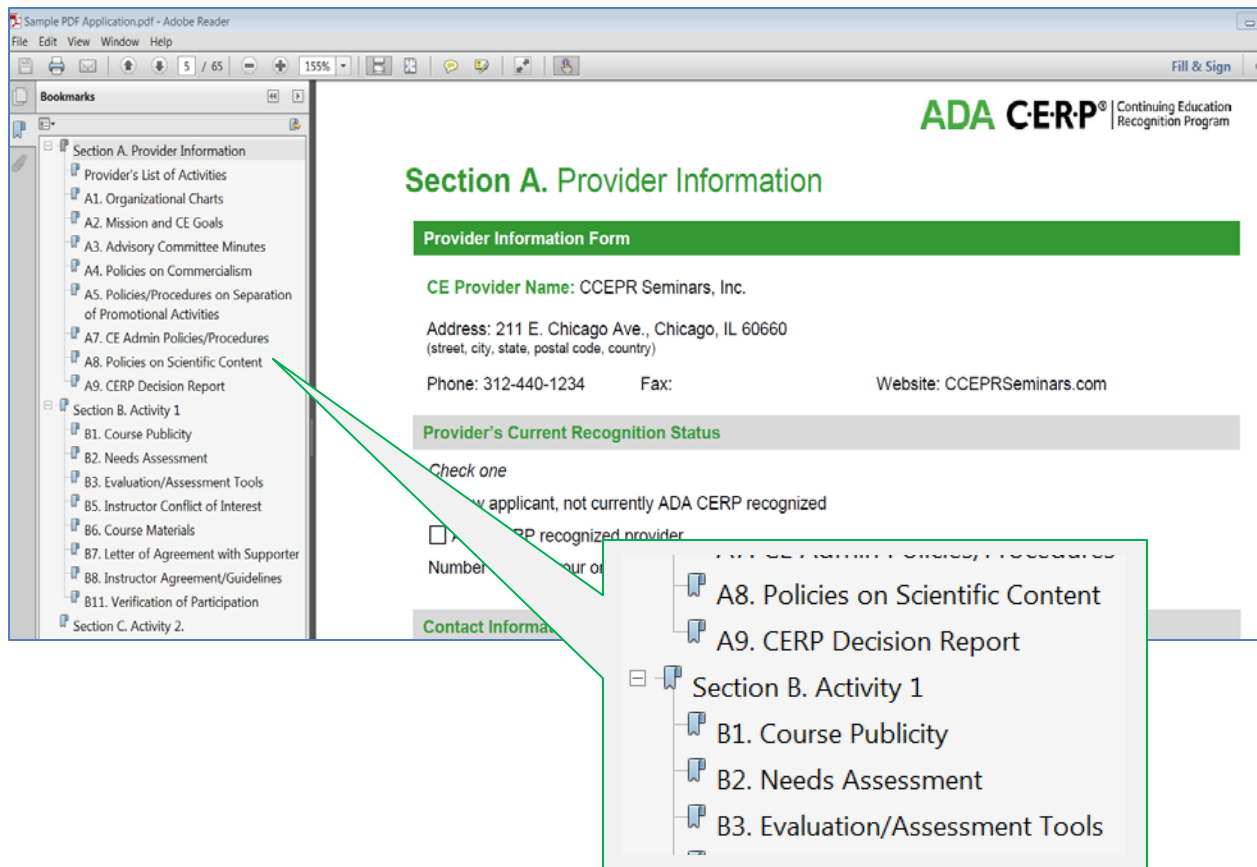 Sample PDF Application.pdf - Adobe Reader
File Edit View Window Help
5 / 65 155% Fill & Sign
Bookmarks
Section A. Provider Information
Provider's List of Activities
A1. Organizational Charts
A2. Mission and CE Goals
A3. Advisory Committee Minutes
A4. Policies on Commercialism
A5. Policies/Procedures on Separation
of Promotional Activities
A7. CE Admin Policies/Procedures
A8. Policies on Scientific Content
A9. CERP Decision Report
Section B. Activity 1
B1. Course Publicity
B2. Needs Assessment
B3. Evaluation/Assessment Tools
B5. Instructor Conflict of Interest
B6. Course Materials
B7. Letter of Agreement with Supporter
B8. Instructor Agreement/Guidelines
B11. Verification of Participation
Section C. Activity 2.
ADA C·E·R·P® Continuing Education
Recognition Program
Section A. Provider Information
Provider Information Form
CE Provider Name: CCEPR Seminars, Inc.
Address: 211 E. Chicago Ave., Chicago, IL 60660
(street, city, state, postal code, country)
Phone: 312-440-1234 Fax: Website: CCEPRSeminars.com
Provider's Current Recognition Status
Check one
applicant, not currently ADA CERP recognized
recognized provider
Number
Contact
A7. CE Admin Policies/Procedures
A8. Policies on Scientific Content
A9. CERP Decision Report
Section B. Activity 1
B1. Course Publicity
B2. Needs Assessment
B3. Evaluation/Assessment Tools